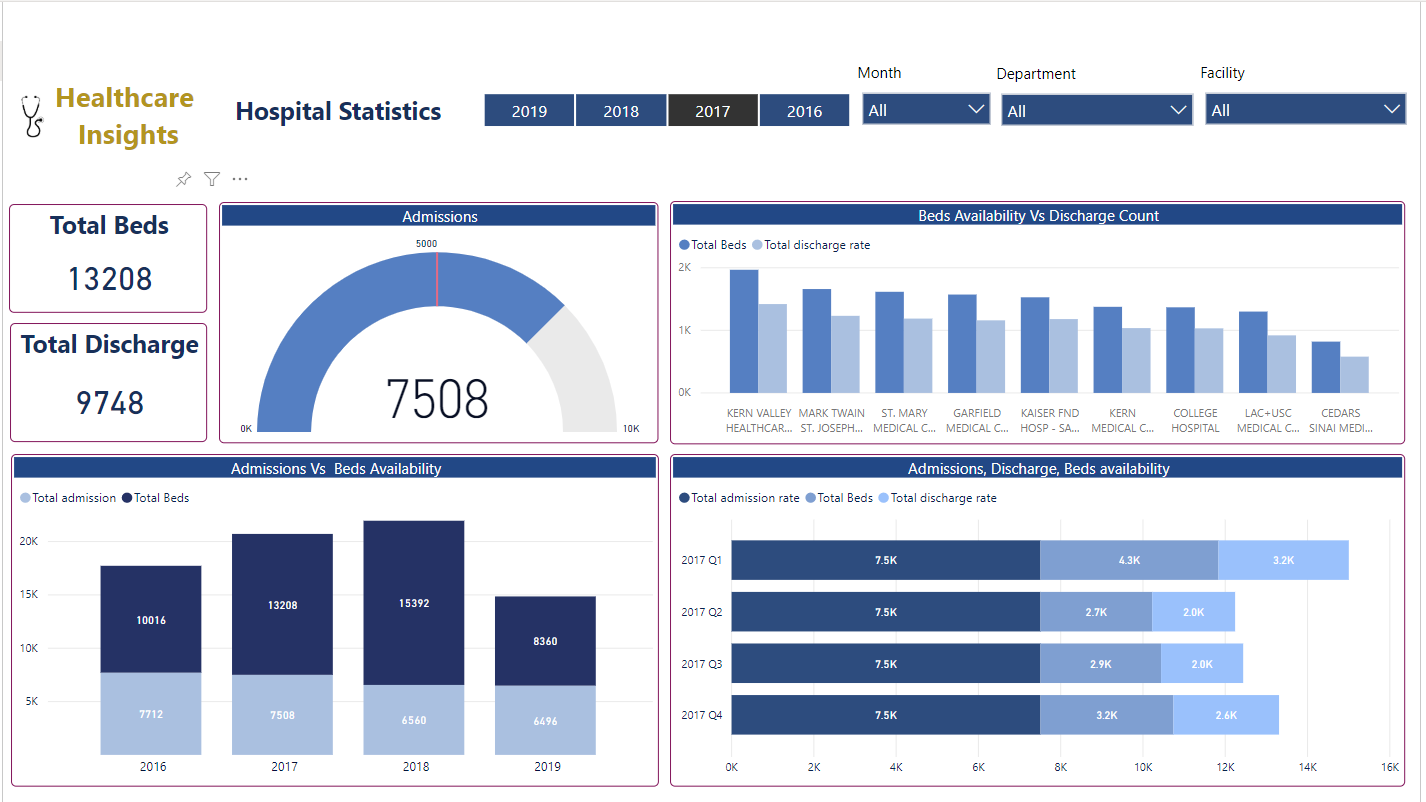 Month
Department
Facility
Healthcare
Insights
Hospital Statistics
2019
2018
2017
2016
All
All
All
Total Beds
13208
Total Discharge
9748
Admissions
5000
7508
0K
10K
Beds Availability Vs Discharge Count
Total Beds
Total discharge rate
2K
1K
0K
KERN VALLEY
HEALTHCAR...
MARK TWAIN
ST. JOSEPH...
ST. MARY
MEDICAL C...
GARFIELD
MEDICAL C...
KAISER FND
HOSP - SA...
KERN
MEDICAL C...
COLLEGE
HOSPITAL
LAC+USC
MEDICAL C...
CEDARS
SINAI MEDI...
Admissions Vs  Beds Availability
Total admission
Total Beds
20K
15K
10K
5K
10016
7712
13208
7508
15392
6560
8360
6496
2016
2017
2018
2019
Admissions, Discharge, Beds availability
Total admission rate
Total Beds
Total discharge rate
2017 Q1
7.5K
4.3K
3.2K
2017 Q2
7.5K
2.7K
2.0K
2017 Q3
7.5K
2.9K
2.0K
2017 Q4
7.5K
3.2K
2.6K
0K
2K
4K
6K
8K
10K
12K
14K
16K